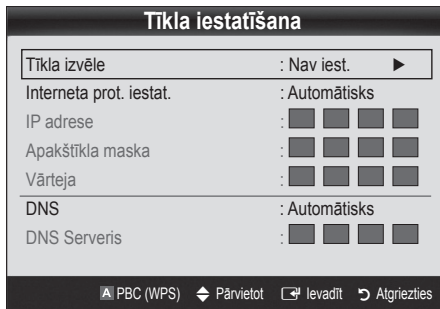 Tīkla iestatīšana
Tīkla izvēle : Nav iest. ►
Interneta prot. iestat. : Automātisks
IP adrese :
Apakštīkla maska :
Vārteja :
DNS : Automātisks
DNS Serveris :
A PBC (WPS) Pārvietot Ievadīt Atgriezties